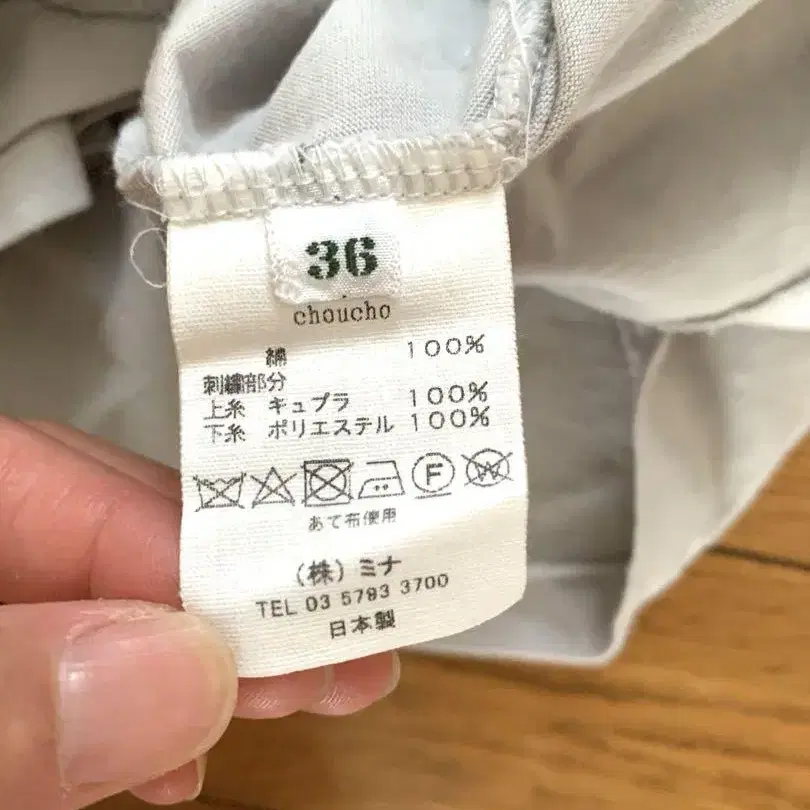 36
choucho
綿 100%
刺繍部分
上糸 キュプラ 100%
下糸 ポリエステル 100%
F W
あて布使用
(株)ミナ
TEL 03 5793 3700
日本製